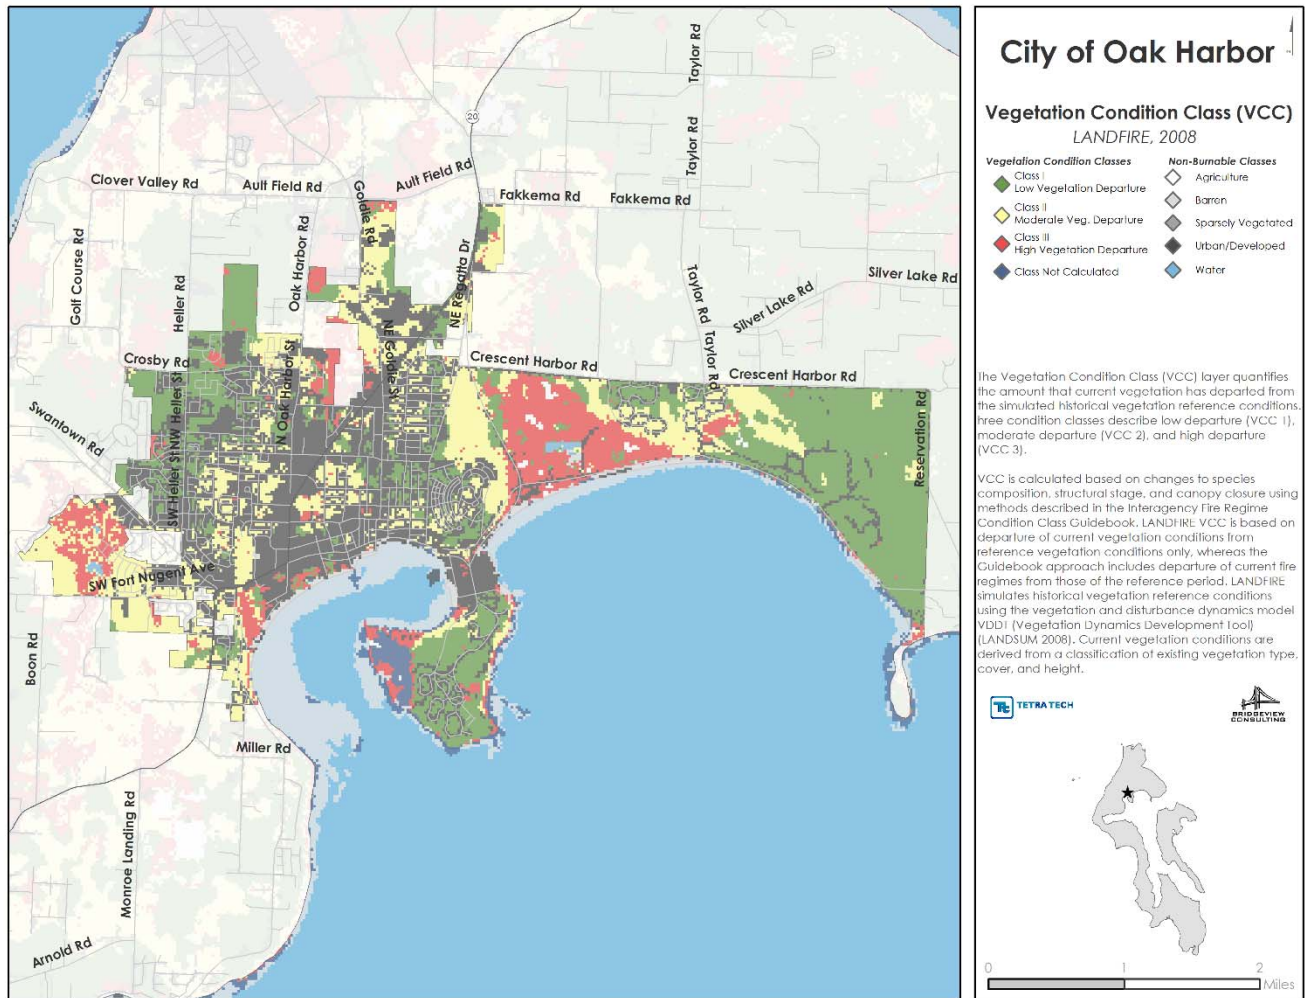 City of Oak Harbor
Vegetation Condition Class (VCC)
LANDFIRE, 2008
Vegetation Condition Classes
Class I
Low Vegetation Departure
Class II
Moderate Veg. Departure
Class III
High Vegetation Departure
Class Not Calculated
Non-Burnable Classes
Agriculture
Barren
Sparsely Vegetated
Urban/Developed
Water
The Vegetation Condition Class (VCC) layer quantifies
the amount that current vegetation has departed from
the simulated historical vegetation reference conditions.
hree condition classes describe low departure (VCC 1),
moderate departure (VCC 2), and high departure
(VCC 3).
VCC is calculated based on changes to species
composition, structural stage, and canopy closure using
methods described in the Interagency Fire Regime
Condition Class Guidebook. LANDFIRE VCC is based on
departure of current vegetation conditions from
reference vegetation conditions only, whereas the
Guidebook approach includes departure of current fire
regimes from those of the reference period. LANDFIRE
simulates historical vegetation reference conditions
using the vegetation and disturbance dynamics model
VDDT (Vegetation Dynamics Development Tool)
(LANDSUM 2008). Current vegetation conditions are
derived from a classification of existing vegetation type,
cover, and height.
TETRA TECH
BRIDGEVIEW
CONSULTING
0 1 2
Miles
Taylor Rd
Taylor Rd
20
Clover Valley Rd
Ault Field Rd
Ault Field Rd
Goldie Rd
Fakkema Rd
Fakkema Rd
Golf Course Rd
Heller Rd
Oak Harbor Rd
NE Regatta Dr
Taylor Rd
Silver Lake Rd
Silver Lake Rd
Crosby Rd
NW Heller St
N Oak Harbor St
NE Goldie St
Crescent Harbor Rd
Taylor Rd
Crescent Harbor Rd
Swantown Rd
SW Heller St
Reservation Rd
SW Fort Nugent Ave
Boon Rd
Miller Rd
Monroe Landing Rd
Arnold Rd